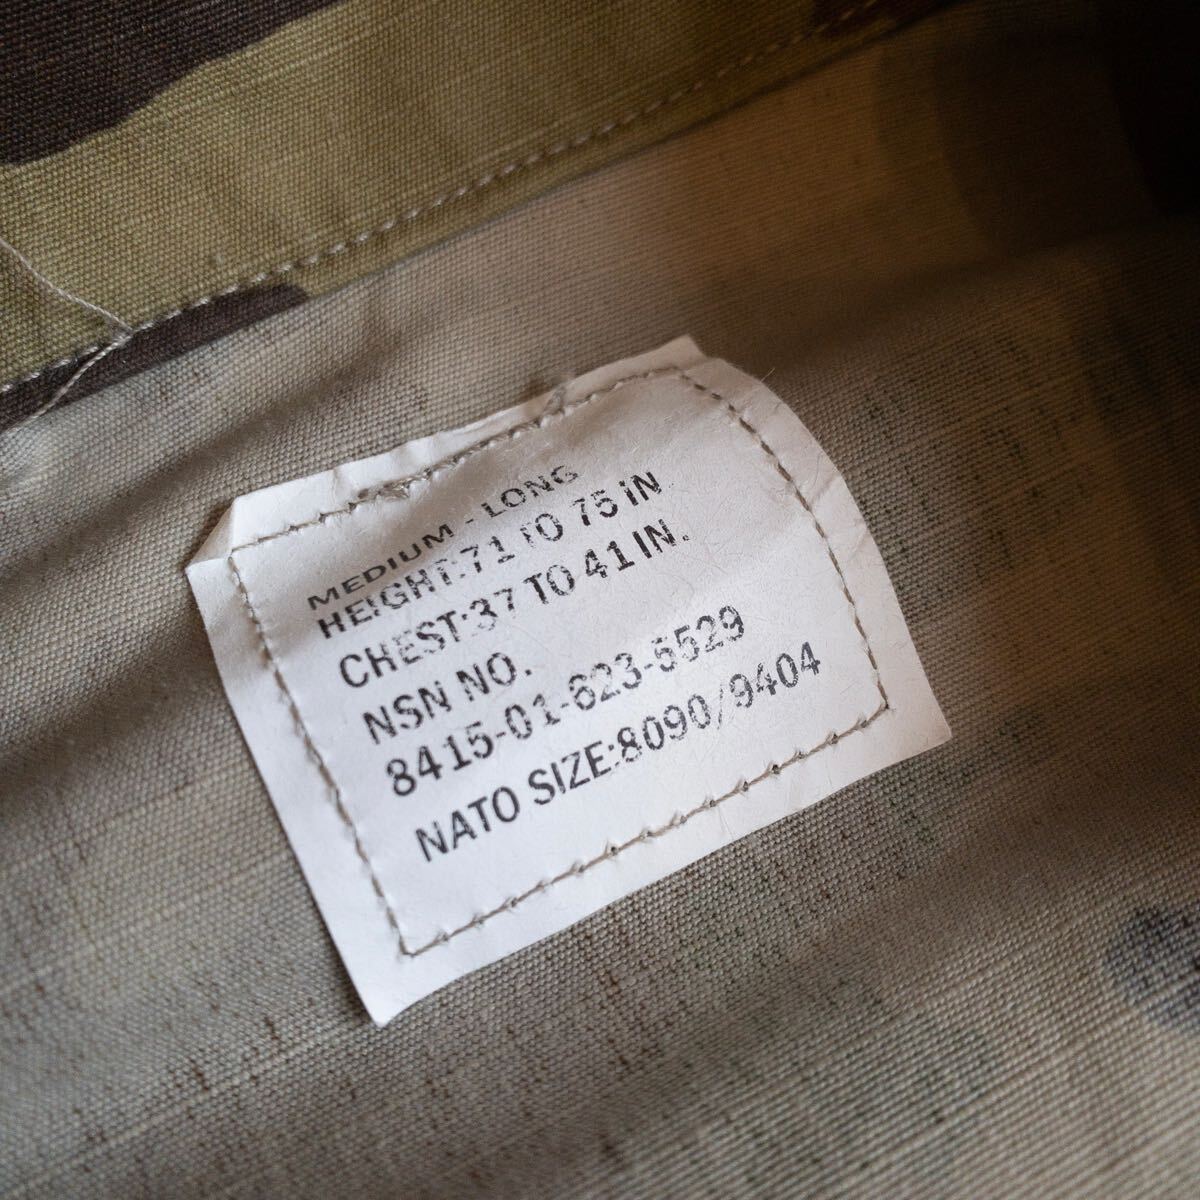 MEDIUM - LONG
HEIGHT:71 TO 75 IN
CHEST:37 TO 41 IN.
NSN NO.
8415-01-623-5529
NATO SIZE:8090/9404